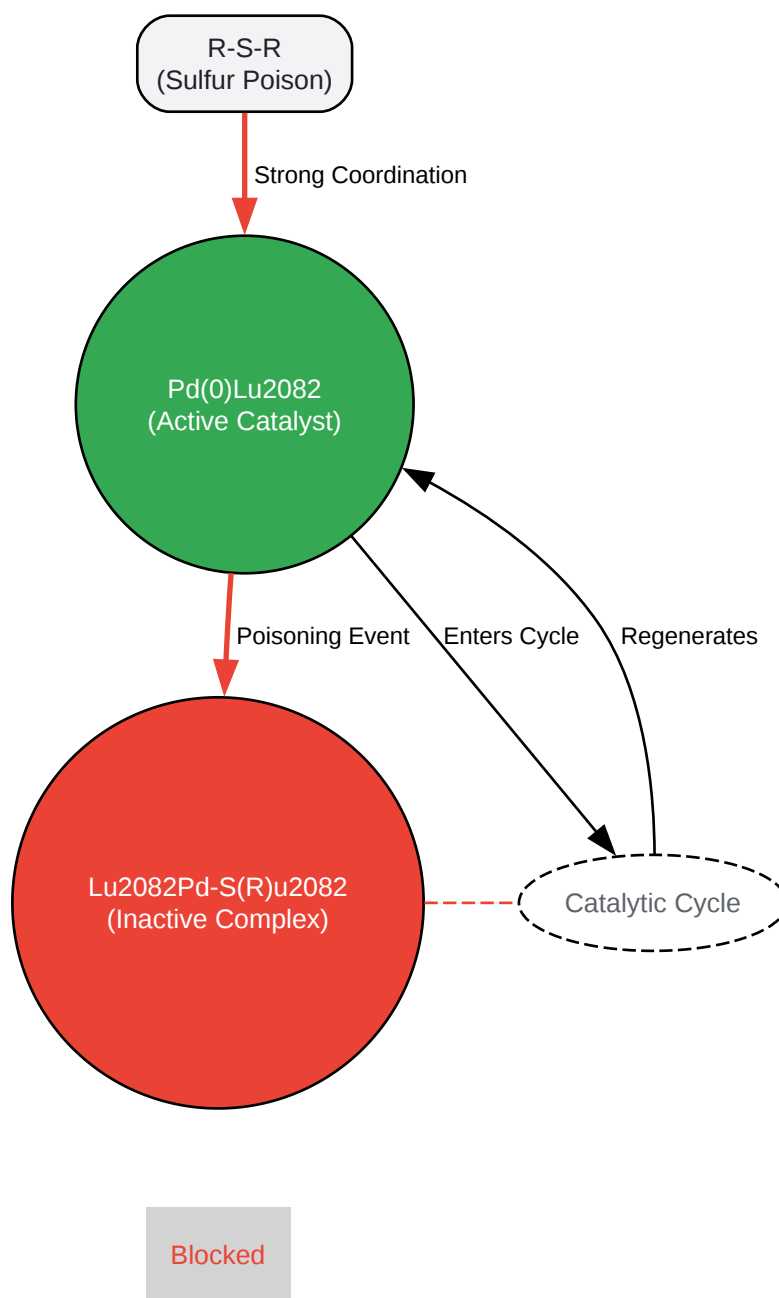 R-S-R
(Sulfur Poison)
Strong Coordination
Pd(0)Lu2082
(Active Catalyst)
Poisoning Event
Enters Cycle
Regenerates
Lu2082Pd-S(R)u2082
(Inactive Complex)
Catalytic Cycle
Blocked